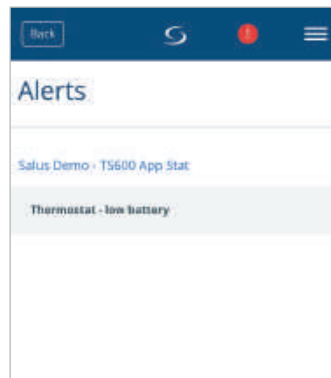 Back
!
Alerts
Salus Demo - TS600 App Stat
Thermostat - low battery